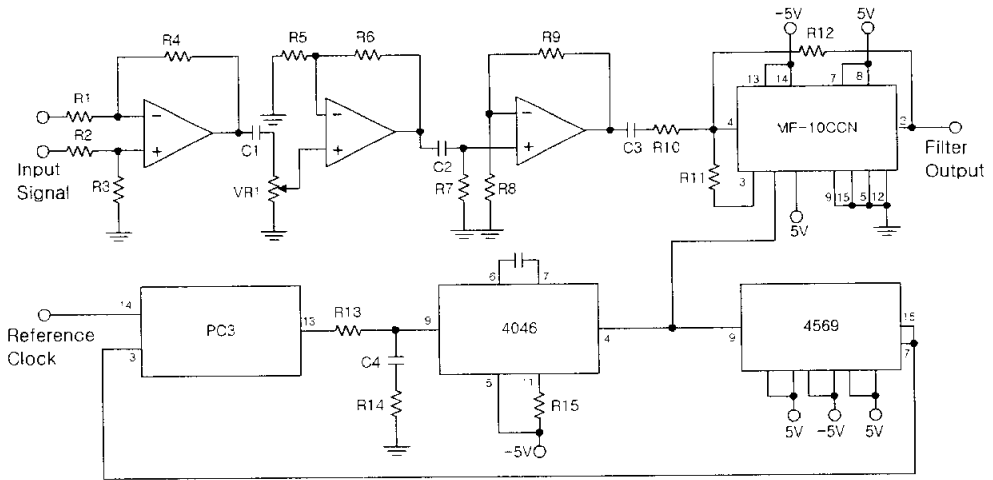 -5V
5V
R4
R5
R6
R9
R12
13
14
7
8
R1
R2
R3
Input
Signal
−
+
C1
VR1
−
+
C2
R7
R8
−
+
C3
R10
R11
4
MF-10CCN
2
3
9
15
5
12
5V
Filter
Output
Reference
Clock
14
3
PC3
13
R13
C4
R14
6
7
9
4046
4
5
11
R15
-5V
9
4569
15
7
5V
-5V
5V